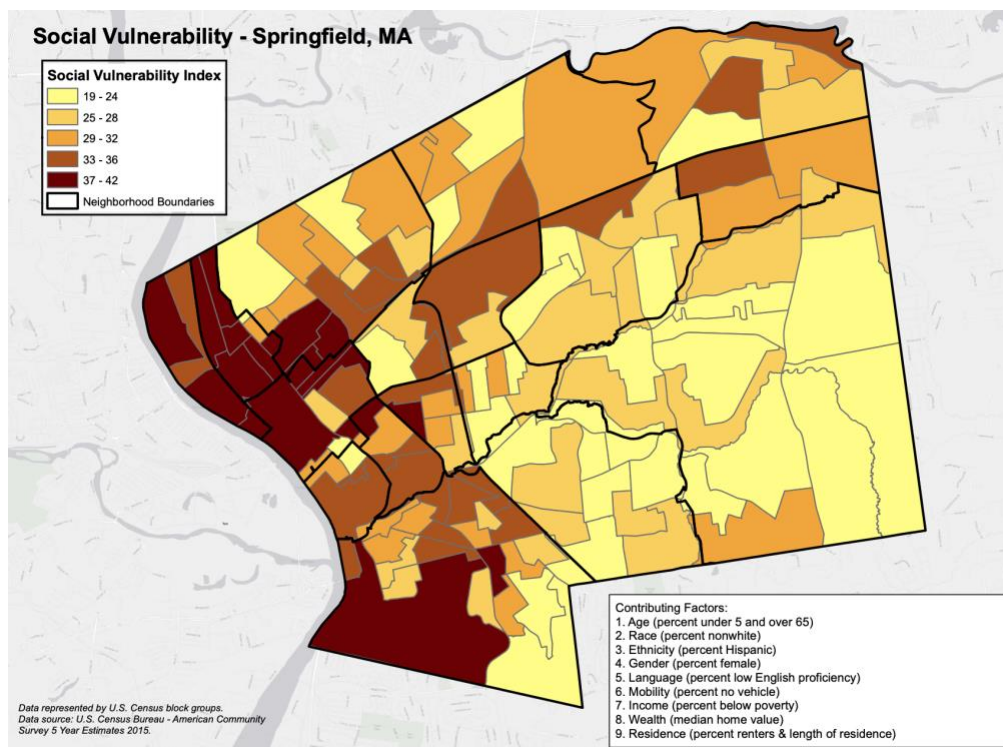 Social Vulnerability - Springfield, MA
Social Vulnerability Index
19 - 24
25 - 28
29 - 32
33 - 36
37 - 42
Neighborhood Boundaries
Contributing Factors:
1. Age (percent under 5 and over 65)
2. Race (percent nonwhite)
3. Ethnicity (percent Hispanic)
4. Gender (percent female)
5. Language (percent low English proficiency)
6. Mobility (percent no vehicle)
7. Income (percent below poverty)
8. Wealth (median home value)
9. Residence (percent renters & length of residence)
Data represented by U.S. Census block groups.
Data source: U.S. Census Bureau - American Community
Survey 5 Year Estimates 2015.